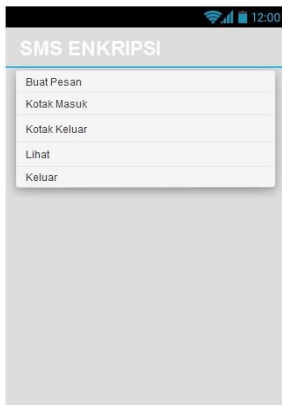 12:00
SMS ENKRIPSI
Buat Pesan
Kotak Masuk
Kotak Keluar
Lihat
Keluar